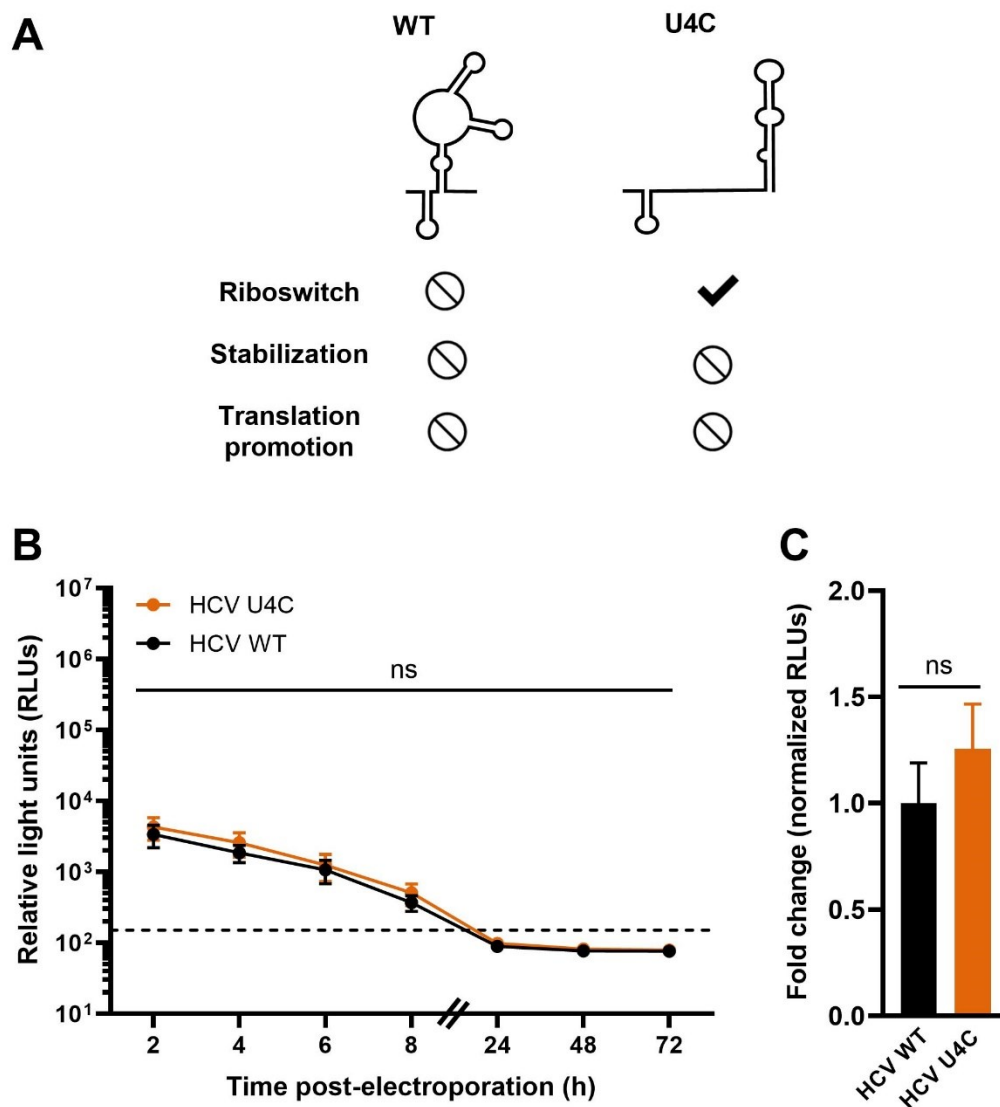 A
WT
U4C
Riboswitch
Stabilization
Translation
promotion
B
Relative light units (RLUs)
10⁷
10⁶
10⁵
10⁴
10³
10²
10¹
HCV U4C
HCV WT
ns
2 4 6 8 24 48 72
Time post-electroporation (h)
C
Fold change (normalized RLUs)
2.0
1.5
1.0
0.5
0.0
ns
HCV WT
HCV U4C